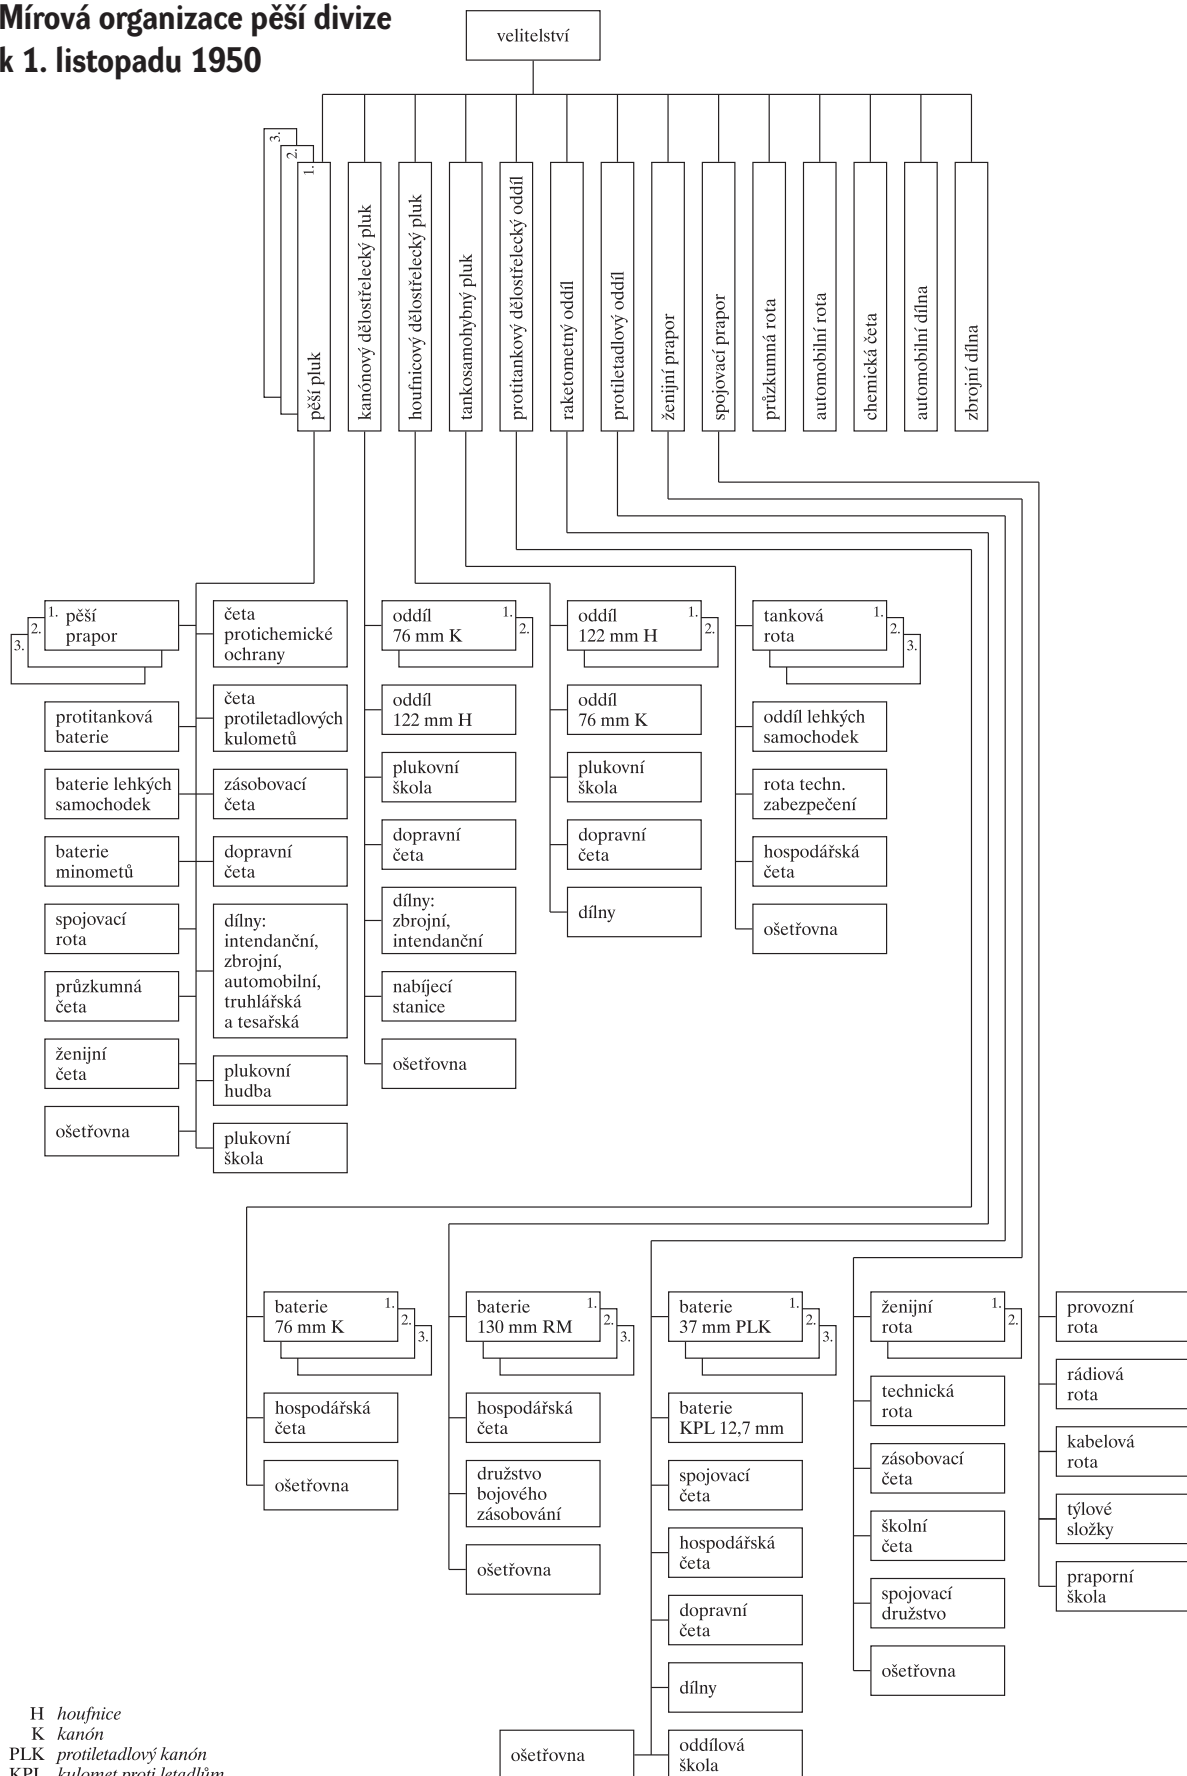 Mírová organizace pěší divize
k 1. listopadu 1950
velitelství
3.
2.
1.
pěší pluk
kanónový dělostřelecký pluk
houfnicový dělostřelecký pluk
tankosamohybný pluk
protitankový dělostřelecký oddíl
raketometný oddíl
protiletadlový oddíl
ženijní prapor
spojovací prapor
průzkumná rota
automobilní rota
chemická četa
automobilní dílna
zbrojní dílna
1.
2.
3.
pěší
prapor
protitanková
baterie
baterie lehkých
samochodek
baterie
minometů
spojovací
rota
průzkumná
četa
ženijní
četa
ošetřovna
četa
protichemické
ochrany
četa
protiletadlových
kulometů
zásobovací
četa
dopravní
četa
dílny:
intendanční,
zbrojní,
automobilní,
truhlářská
a tesařská
plukovní
hudba
plukovní
škola
oddíl
76 mm K
1.
2.
oddíl
122 mm H
plukovní
škola
dopravní
četa
dílny:
zbrojní,
intendanční
nabíjecí
stanice
ošetřovna
oddíl
122 mm H
1.
2.
oddíl
76 mm K
plukovní
škola
dopravní
četa
dílny
tanková
rota
1.
2.
3.
oddíl lehkých
samochodek
rota techn.
zabezpečení
hospodářská
četa
ošetřovna
baterie
76 mm K
1.
2.
3.
hospodářská
četa
ošetřovna
baterie
130 mm RM
1.
2.
3.
hospodářská
četa
družstvo
bojového
zásobování
ošetřovna
baterie
37 mm PLK
1.
2.
3.
baterie
KPL 12,7 mm
spojovací
četa
hospodářská
četa
dopravní
četa
dílny
oddílová
škola
ošetřovna
ženijní
rota
1.
2.
technická
rota
zásobovací
četa
školní
četa
spojovací
družstvo
ošetřovna
provozní
rota
rádiová
rota
kabelová
rota
týlové
složky
praporní
škola
H houfnice
K kanón
PLK protiletadlový kanón
KPL kulomet proti letadlům